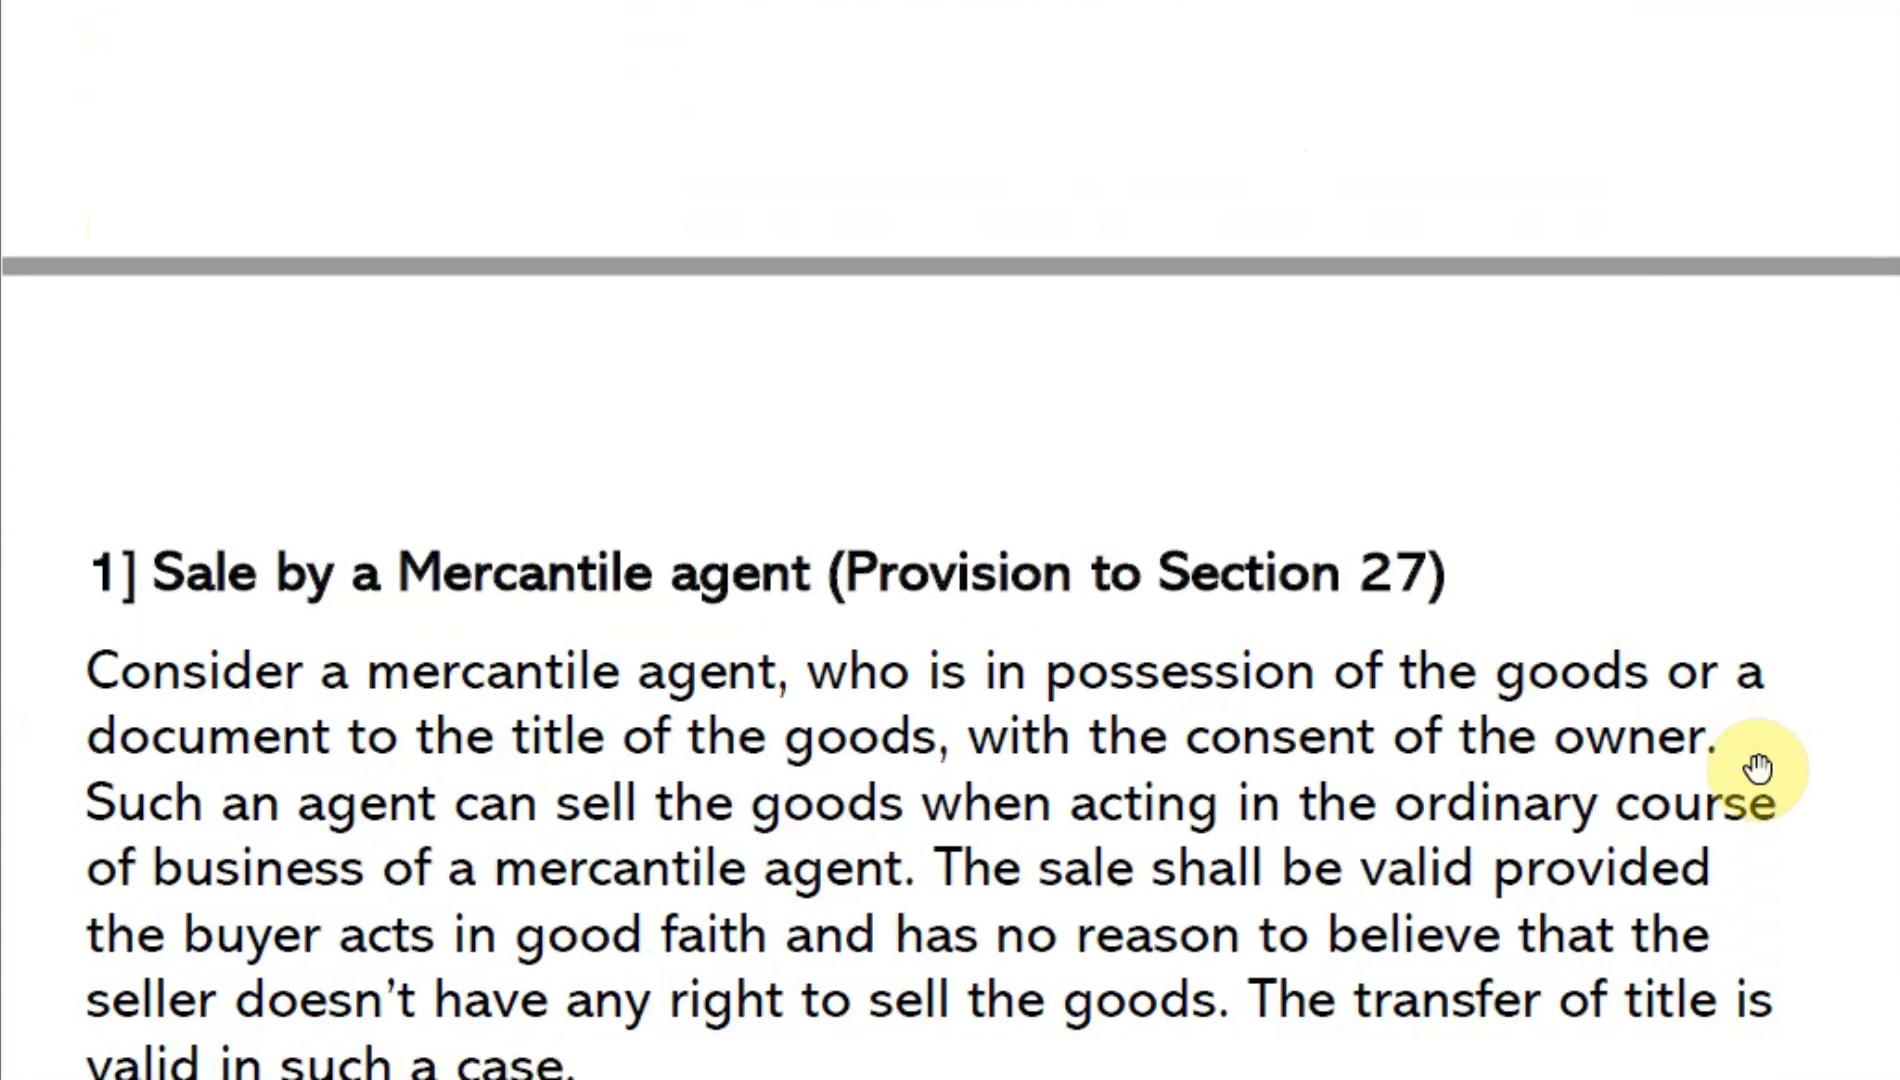 1] Sale by a Mercantile agent (Provision to Section 27)
Consider a mercantile agent, who is in possession of the goods or a
document to the title of the goods, with the consent of the owner.
Such an agent can sell the goods when acting in the ordinary course
of business of a mercantile agent. The sale shall be valid provided
the buyer acts in good faith and has no reason to believe that the
seller doesn’t have any right to sell the goods. The transfer of title is
valid in such a case.